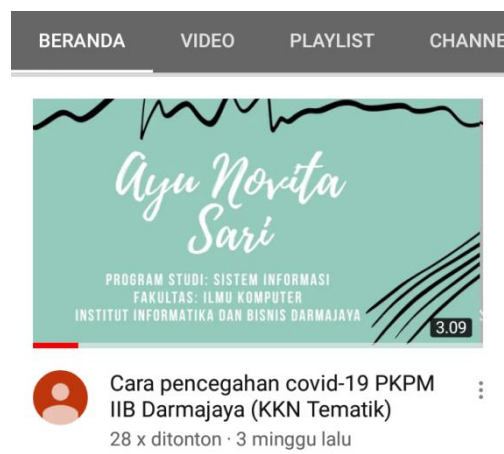 BERANDA VIDEO PLAYLIST CHANNE
Ayu Novita
Sari
PROGRAM STUDI: SISTEM INFORMASI
FAKULTAS: ILMU KOMPUTER
INSTITUT INFORMATIKA DAN BISNIS DARMAJAYA
3.09
Cara pencegahan covid-19 PKPM
IIB Darmajaya (KKN Tematik)
28 x ditonton · 3 minggu lalu